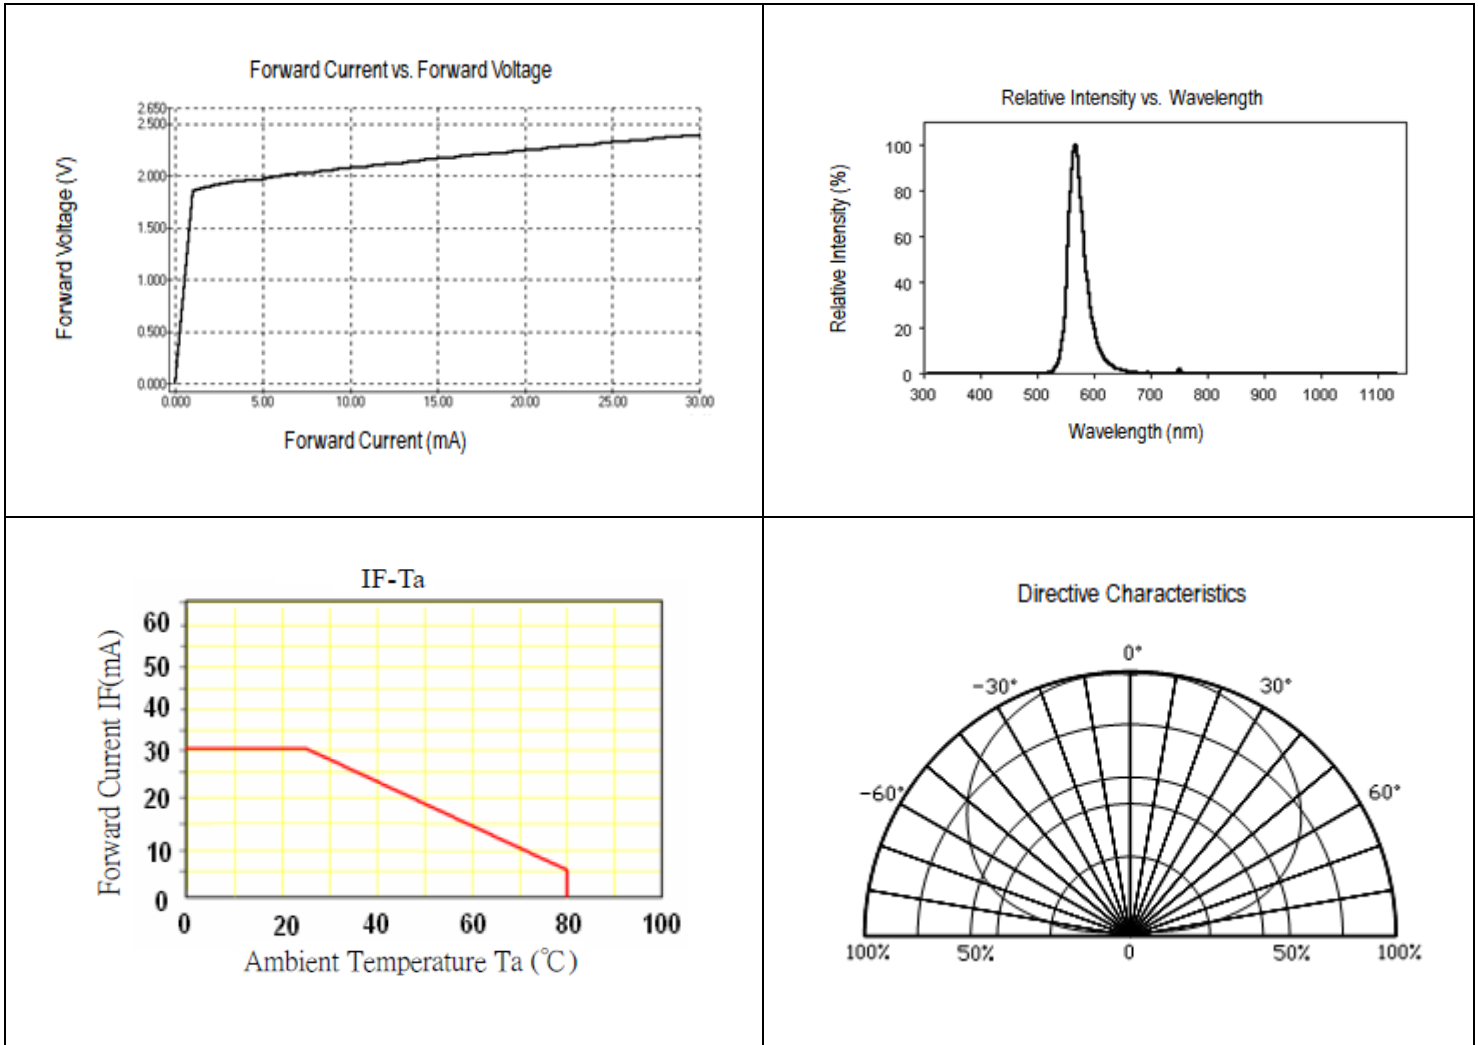 Forward Current vs. Forward Voltage
Forward Voltage (V)
2.650
2.500
2.000
1.500
1.000
0.500
0.000
0.000 5.00 10.00 15.00 20.00 25.00 30.00
Forward Current (mA)
Relative Intensity vs. Wavelength
Relative Intensity (%)
100
80
60
40
20
0
300 400 500 600 700 800 900 1000 1100
Wavelength (nm)
IF-Ta
Forward Current IF(mA)
60
50
40
30
20
10
0
0 20 40 60 80 100
Ambient Temperature Ta (℃)
Directive Characteristics
0°
-30° 30°
-60° 60°
100% 50% 0 50% 100%